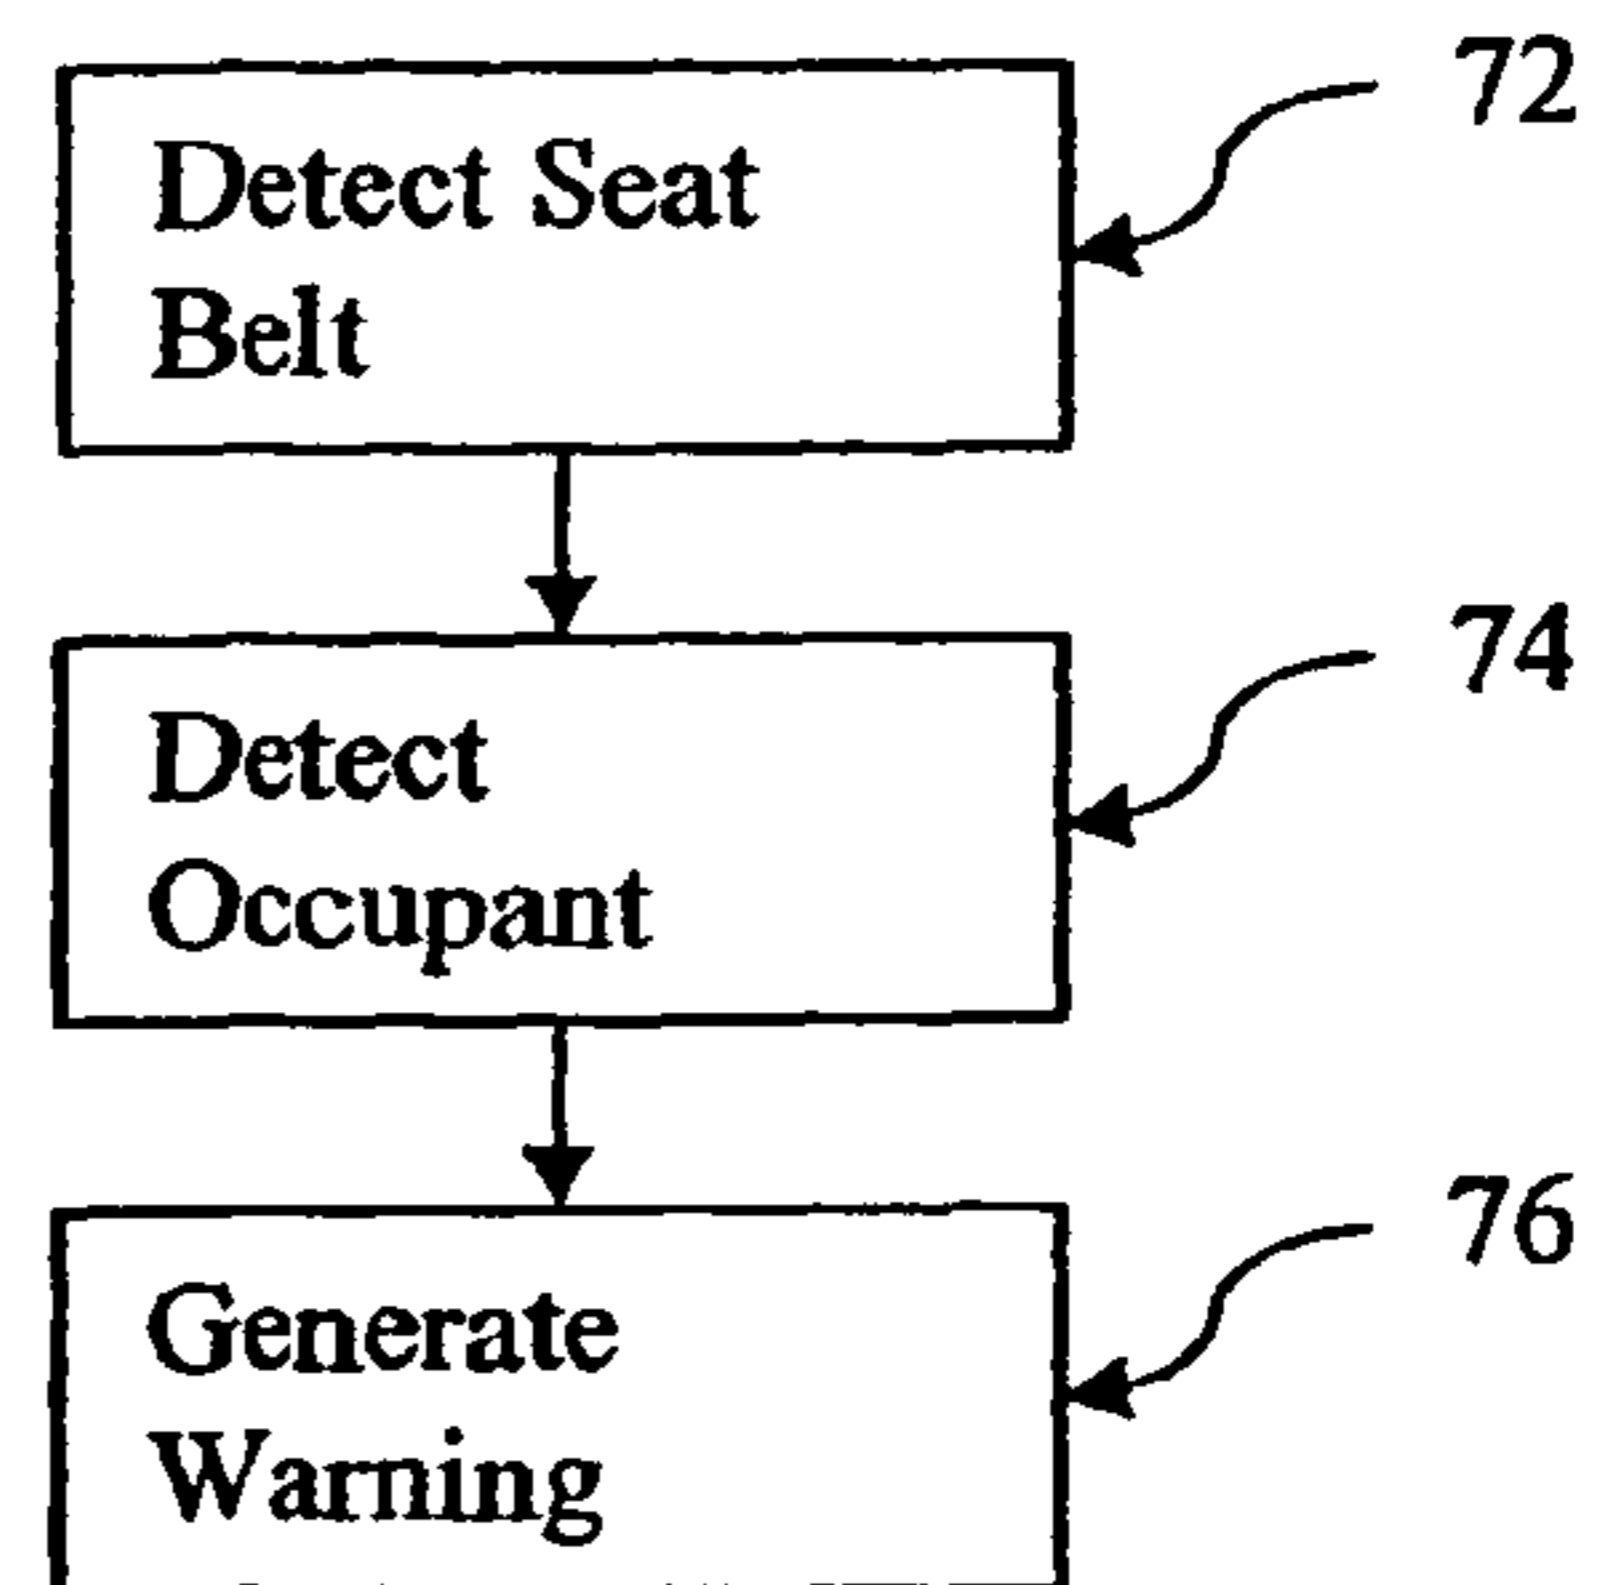 Detect Seat
Belt
72
Detect
Occupant
74
Generate
Warning
76